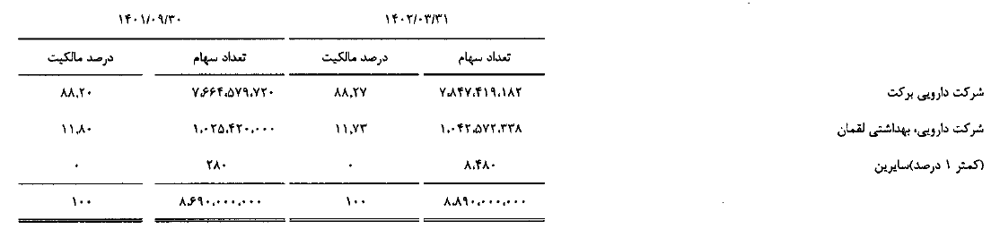 ۱۴۰۲/۰۳/۳۱ ۱۴۰۱/۰۹/۳۰
تعداد سهام درصد مالکیت تعداد سهام درصد مالکیت
شرکت دارویی برکت ۷,۸۴۷,۴۱۹,۱۸۲ ۸۸,۲۷ ۷,۶۶۴,۵۷۹,۷۲۰ ۸۸,۲۰
شرکت دارویی، بهداشتی لقمان ۱,۰۴۲,۵۷۲,۳۳۸ ۱۱,۷۳ ۱,۰۲۵,۴۲۰,۰۰۰ ۱۱,۸۰
(کمتر ۱ درصد)سایرین ۸,۴۸۰ ۰ ۲۸۰ ۰
۸,۸۹۰,۰۰۰,۰۰۰ ۱۰۰ ۸,۶۹۰,۰۰۰,۰۰۰ ۱۰۰